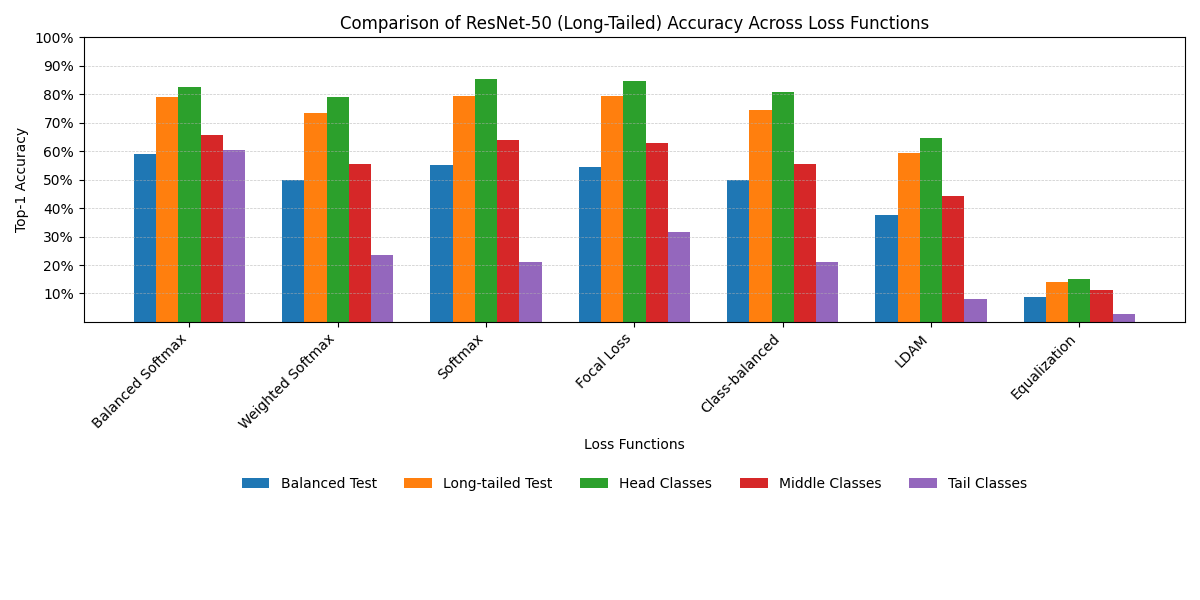 Comparison of ResNet-50 (Long-Tailed) Accuracy Across Loss Functions
Top-1 Accuracy
100%
90%
80%
70%
60%
50%
40%
30%
20%
10%
Balanced Softmax
Weighted Softmax
Softmax
Focal Loss
Class-balanced
LDAM
Equalization
Loss Functions
Balanced Test Long-tailed Test Head Classes Middle Classes Tail Classes